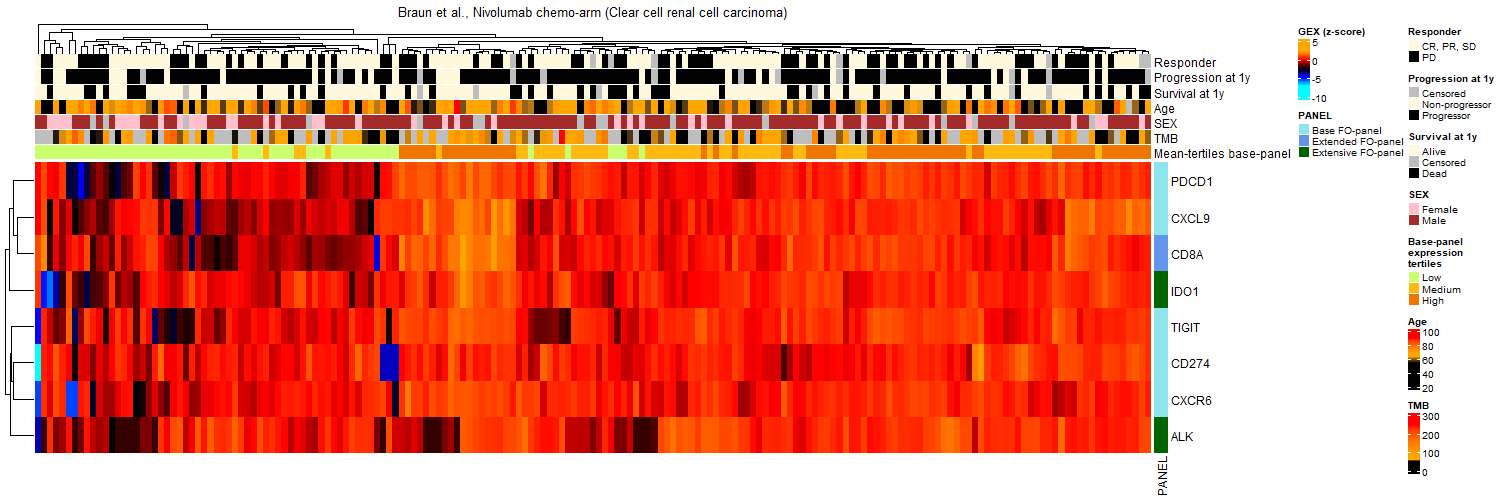 Braun et al., Nivolumab chemo-arm (Clear cell renal cell carcinoma)
Responder
Progression at 1y
Survival at 1y
Age
SEX
TMB
Mean-tertiles base-panel
PDCD1
CXCL9
CD8A
IDO1
TIGIT
CD274
CXCR6
ALK
PANEL
GEX (z-score)
5
0
-5
-10
PANEL
Base FO-panel
Extended FO-panel
Extensive FO-panel
Responder
CR, PR, SD
PD
Progression at 1y
Censored
Non-progressor
Progressor
Survival at 1y
Alive
Censored
Dead
SEX
Female
Male
Base-panel
expression
tertiles
Low
Medium
High
Age
100
80
60
40
20
TMB
300
200
100
0